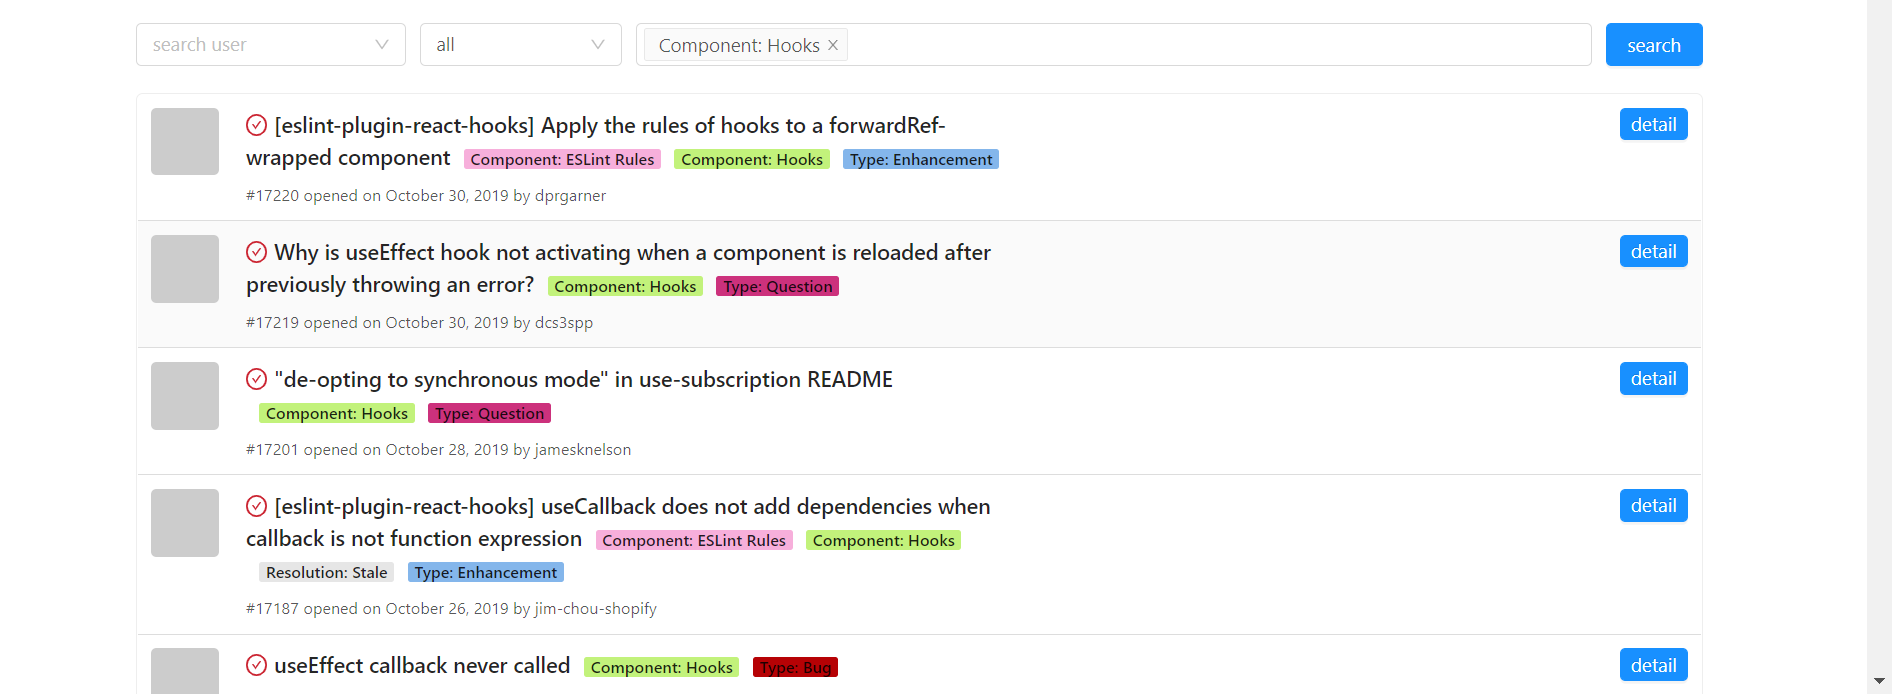 search user all Component: Hooks search
[eslint-plugin-react-hooks] Apply the rules of hooks to a forwardRef- detail
wrapped component Component: ESLint Rules Component: Hooks Type: Enhancement
#17220 opened on October 30, 2019 by dprgarner
Why is useEffect hook not activating when a component is reloaded after detail
previously throwing an error? Component: Hooks Type: Question
#17219 opened on October 30, 2019 by dcs3spp
"de-opting to synchronous mode" in use-subscription README detail
Component: Hooks Type: Question
#17201 opened on October 28, 2019 by jamesknelson
[eslint-plugin-react-hooks] useCallback does not add dependencies when detail
callback is not function expression Component: ESLint Rules Component: Hooks
Resolution: Stale Type: Enhancement
#17187 opened on October 26, 2019 by jim-chou-shopify
useEffect callback never called Component: Hooks Type: Bug detail